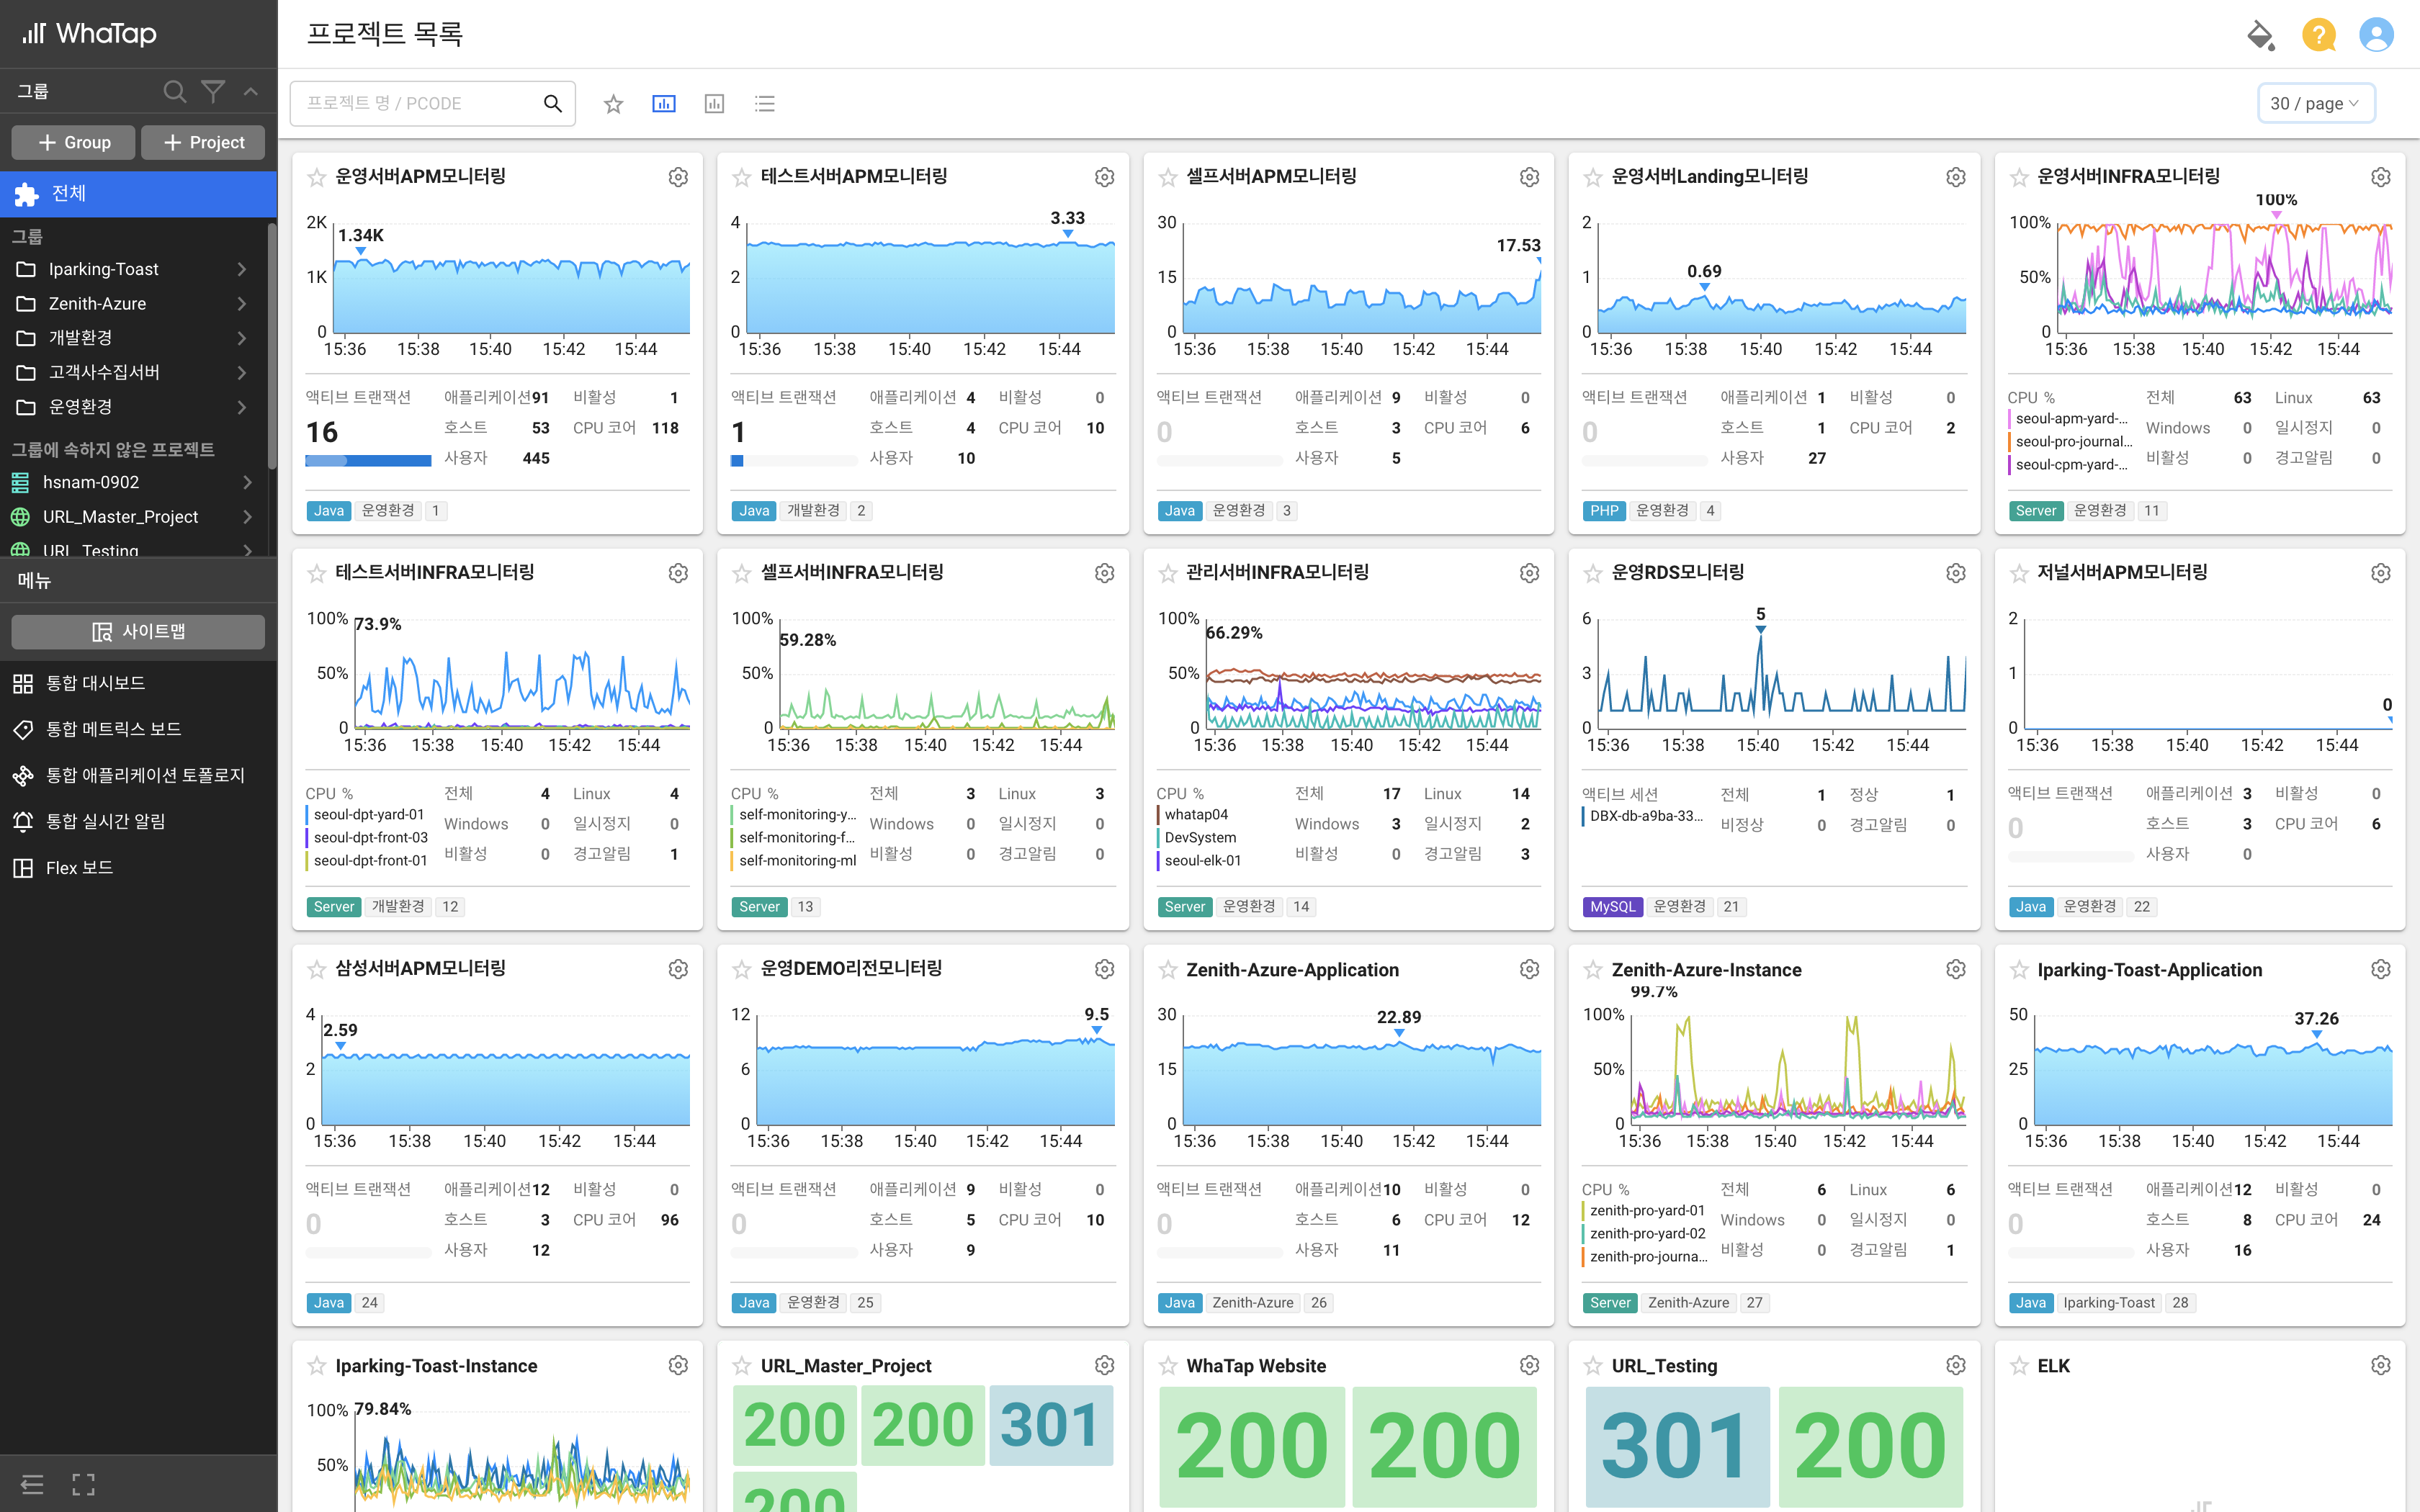 WhaTap
프로젝트 목록
그룹
Group
Project
전체
그룹
Iparking-Toast
Zenith-Azure
개발환경
고객사수집서버
운영환경
그룹에 속하지 않은 프로젝트
hsnam-0902
URL_Master_Project
URL_Testing
메뉴
사이트맵
통합 대시보드
통합 메트릭스 보드
통합 애플리케이션 토폴로지
통합 실시간 알림
Flex 보드
프로젝트 명 / PCODE
30 / page
운영서버APM모니터링
2K
1.34K
1K
0
15:36 15:38 15:40 15:42 15:44
액티브 트랜잭션 애플리케이션 91 비활성 1
16 호스트 53 CPU 코어 118
사용자 445
Java 운영환경 1
테스트서버APM모니터링
4
3.33
2
0
15:36 15:38 15:40 15:42 15:44
액티브 트랜잭션 애플리케이션 4 비활성 0
1 호스트 4 CPU 코어 10
사용자 10
Java 개발환경 2
셀프서버APM모니터링
30
17.53
15
0
15:36 15:38 15:40 15:42 15:44
액티브 트랜잭션 애플리케이션 9 비활성 0
0 호스트 3 CPU 코어 6
사용자 5
Java 운영환경 3
운영서버Landing모니터링
2
0.69
1
0
15:36 15:38 15:40 15:42 15:44
액티브 트랜잭션 애플리케이션 1 비활성 0
0 호스트 1 CPU 코어 2
사용자 27
PHP 운영환경 4
운영서버INFRA모니터링
100%
100%
50%
0
15:36 15:38 15:40 15:42 15:44
CPU % 전체 63 Linux 63
seoul-apm-yard-... Windows 0 일시정지 0
seoul-pro-journal...
seoul-cpm-yard-... 비활성 0 경고알림 0
Server 운영환경 11
테스트서버INFRA모니터링
100% 73.9%
50%
0
15:36 15:38 15:40 15:42 15:44
CPU % 전체 4 Linux 4
seoul-dpt-yard-01 Windows 0 일시정지 0
seoul-dpt-front-03
seoul-dpt-front-01 비활성 0 경고알림 1
Server 개발환경 12
셀프서버INFRA모니터링
100%
59.28%
50%
0
15:36 15:38 15:40 15:42 15:44
CPU % 전체 3 Linux 3
self-monitoring-y... Windows 0 일시정지 0
self-monitoring-f...
self-monitoring-ml 비활성 0 경고알림 0
Server 13
관리서버INFRA모니터링
100%
66.29%
50%
0
15:36 15:38 15:40 15:42 15:44
CPU % 전체 17 Linux 14
whatap04 Windows 3 일시정지 2
DevSystem
seoul-elk-01 비활성 0 경고알림 3
Server 운영환경 14
운영RDS모니터링
6
5
3
0
15:36 15:38 15:40 15:42 15:44
액티브 세션 전체 1 정상 1
DBX-db-a9ba-33... 비정상 0 경고알림 0
MySQL 운영환경 21
저널서버APM모니터링
2
1
0
0
15:36 15:38 15:40 15:42 15:44
액티브 트랜잭션 애플리케이션 3 비활성 0
0 호스트 3 CPU 코어 6
사용자 0
Java 운영환경 22
삼성서버APM모니터링
4
2.59
2
0
15:36 15:38 15:40 15:42 15:44
액티브 트랜잭션 애플리케이션 12 비활성 0
0 호스트 3 CPU 코어 96
사용자 12
Java 24
운영DEMO리전모니터링
12
9.5
6
0
15:36 15:38 15:40 15:42 15:44
액티브 트랜잭션 애플리케이션 9 비활성 0
0 호스트 5 CPU 코어 10
사용자 9
Java 운영환경 25
Zenith-Azure-Application
30
22.89
15
0
15:36 15:38 15:40 15:42 15:44
액티브 트랜잭션 애플리케이션 10 비활성 0
0 호스트 6 CPU 코어 12
사용자 11
Java Zenith-Azure 26
Zenith-Azure-Instance
99.7%
100%
50%
0
15:36 15:38 15:40 15:42 15:44
CPU % 전체 6 Linux 6
zenith-pro-yard-01 Windows 0 일시정지 0
zenith-pro-yard-02
zenith-pro-journa... 비활성 0 경고알림 1
Server Zenith-Azure 27
Iparking-Toast-Application
50
37.26
25
0
15:36 15:38 15:40 15:42 15:44
액티브 트랜잭션 애플리케이션 12 비활성 0
0 호스트 8 CPU 코어 24
사용자 16
Java Iparking-Toast 28
Iparking-Toast-Instance
100% 79.84%
50%
URL_Master_Project
200 200 301
200
WhaTap Website
200 200
URL_Testing
301 200
ELK